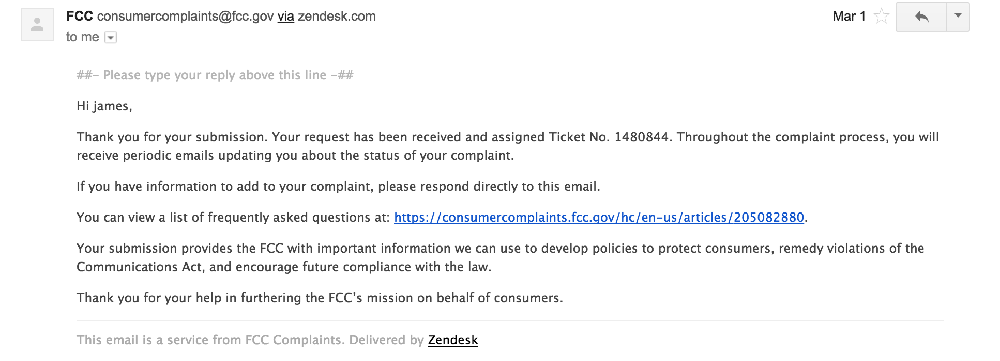 FCC consumercomplaints@fcc.gov via zendesk.com
Mar 1
to me
##- Please type your reply above this line -##
Hi james,
Thank you for your submission. Your request has been received and assigned Ticket No. 1480844. Throughout the complaint process, you will
receive periodic emails updating you about the status of your complaint.
If you have information to add to your complaint, please respond directly to this email.
You can view a list of frequently asked questions at: https://consumercomplaints.fcc.gov/hc/en-us/articles/205082880.
Your submission provides the FCC with important information we can use to develop policies to protect consumers, remedy violations of the
Communications Act, and encourage future compliance with the law.
Thank you for your help in furthering the FCC’s mission on behalf of consumers.
This email is a service from FCC Complaints. Delivered by Zendesk